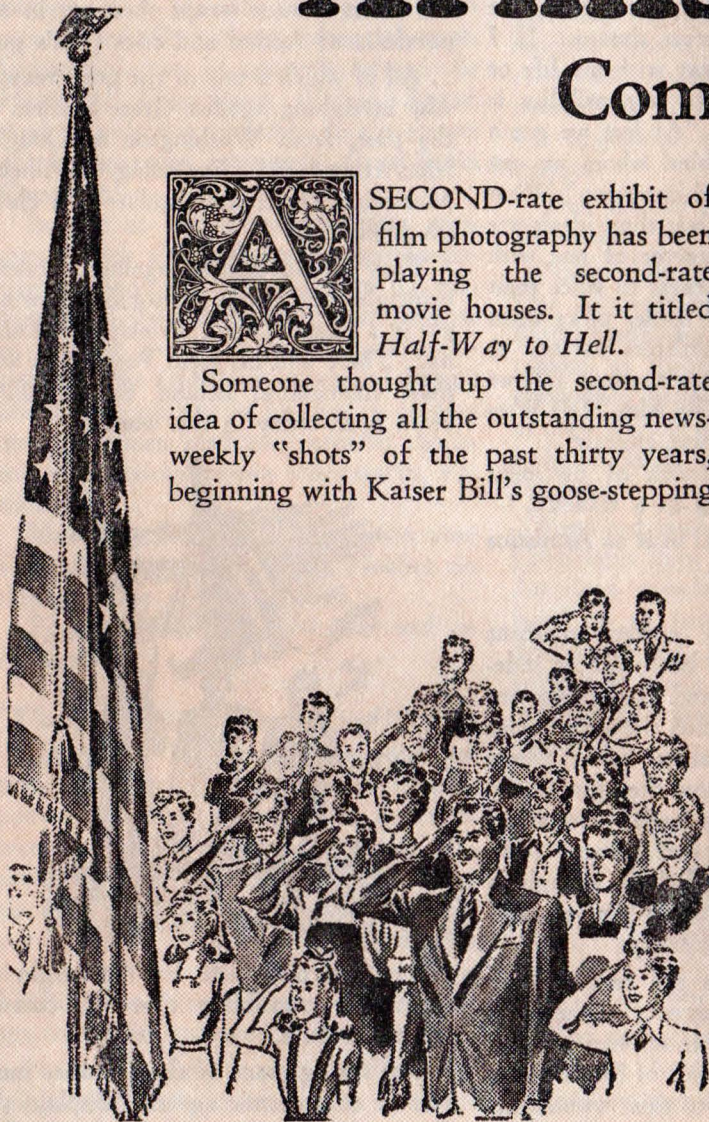 Com
A SECOND-rate exhibit of
film photography has been
playing the second-rate
movie houses. It it titled
Half-Way to Hell.
Someone thought up the second-rate
idea of collecting all the outstanding news-
weekly "shots" of the past thirty years,
beginning with Kaiser Bill's goose-stepping